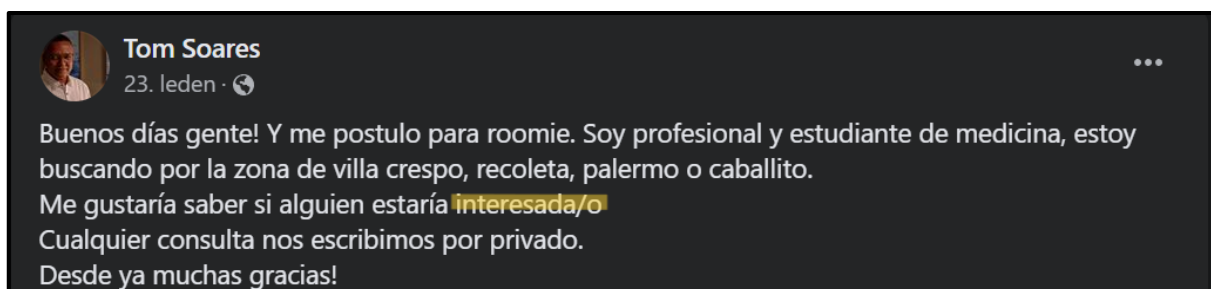 Tom Soares
23. leden ·
Buenos días gente! Y me postulo para roomie. Soy profesional y estudiante de medicina, estoy
buscando por la zona de villa crespo, recoleta, palermo o caballito.
Me gustaría saber si alguien estaría interesada/o
Cualquier consulta nos escribimos por privado.
Desde ya muchas gracias!